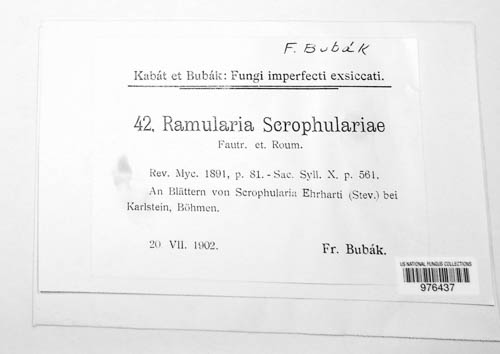 F. Bubák
Kabát et Bubák: Fungi imperfecti exsiccati.
42. Ramularia Scrophulariae
Fautr. et. Roum.
Rev. Myc. 1891, p. 81. - Sac. Syll. X. p. 561.
An Blättern von Scrophularia Ehrharti (Stev.) bei
Karlstein, Böhmen.
20 VII. 1902.
Fr. Bubák.
US NATIONAL FUNGUS COLLECTIONS
976437